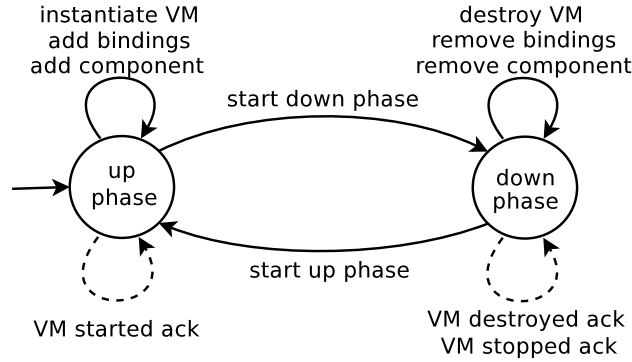 instantiate VM
add bindings
add component
destroy VM
remove bindings
remove component
start down phase
up
phase
down
phase
start up phase
VM started ack
VM destroyed ack
VM stopped ack